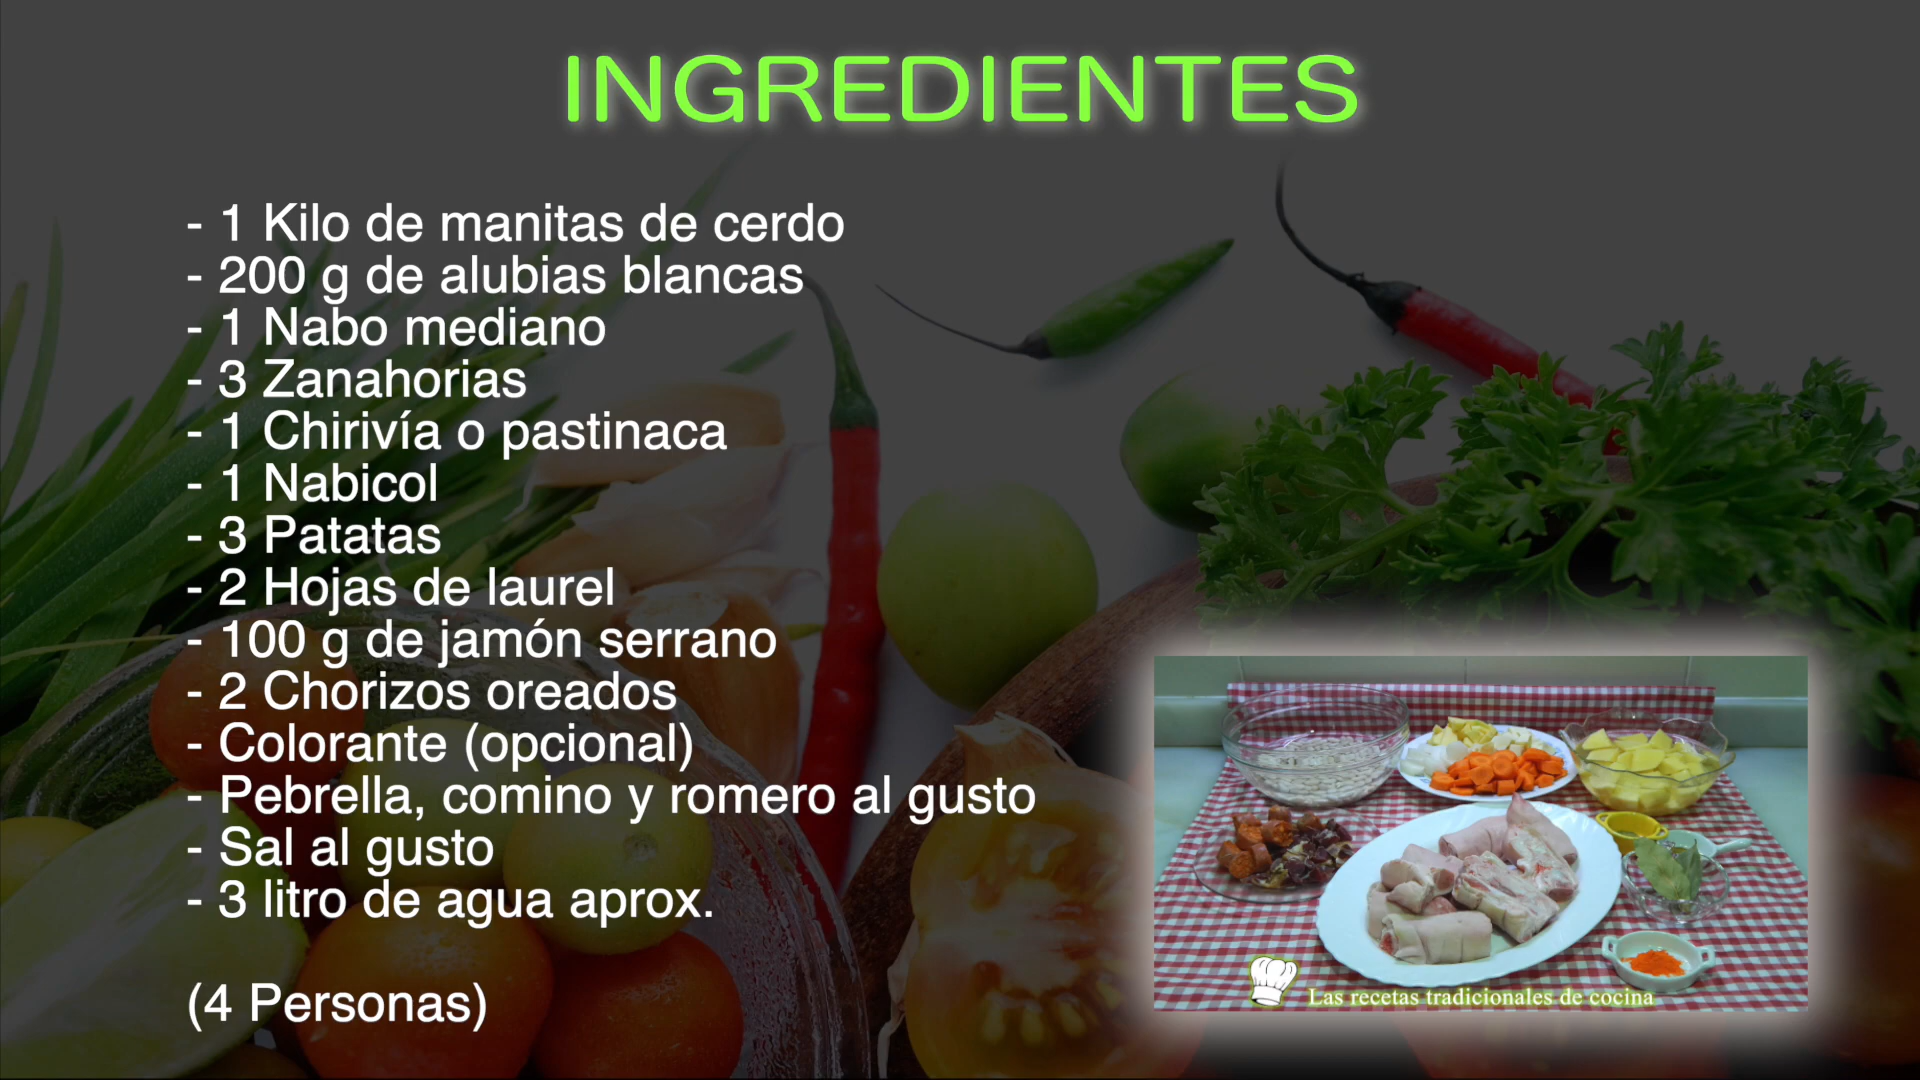 INGREDIENTES
- 1 Kilo de manitas de cerdo
- 200 g de alubias blancas
- 1 Nabo mediano
- 3 Zanahorias
- 1 Chirivía o pastinaca
- 1 Nabicol
- 3 Patatas
- 2 Hojas de laurel
- 100 g de jamón serrano
- 2 Chorizos oreados
- Colorante (opcional)
- Pebrella, comino y romero al gusto
- Sal al gusto
- 3 litro de agua aprox.
(4 Personas)
Las recetas tradicionales de cocina